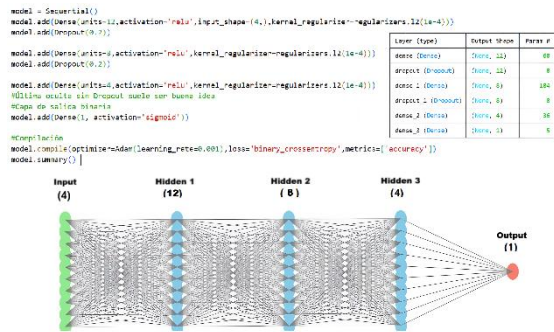 model = Sequential()
model.add(Dense(units=12,activation='relu',input_shape=(4,),kernel_regularizer=regularizers.l2(1e-4)))
model.add(Dropout(0.2))
model.add(Dense(units=8,activation='relu',kernel_regularizer=regularizers.l2(1e-4)))
model.add(Dropout(0.2))
model.add(Dense(units=4,activation='relu',kernel_regularizer=regularizers.l2(1e-4)))
#Última oculta sin Dropout suele ser buena idea
#Capa de salica binaria
model.add(Dense(1, activation='sigmoid'))
#Compilación
model.compile(optimizer=Adam(learning_rate=0.001),loss='binary_crossentropy',metrics=['accuracy'])
model.summary()
Layer (type) Output Shape Param #
dense (Dense) (None, 12) 60
dropout (Dropout) (None, 12) 0
dense_1 (Dense) (None, 8) 104
dropout_1 (Dropout) (None, 8) 0
dense_2 (Dense) (None, 4) 36
dense_3 (Dense) (None, 1) 5
Input
(4)
Hidden 1
(12)
Hidden 2
(8)
Hidden 3
(4)
Output
(1)